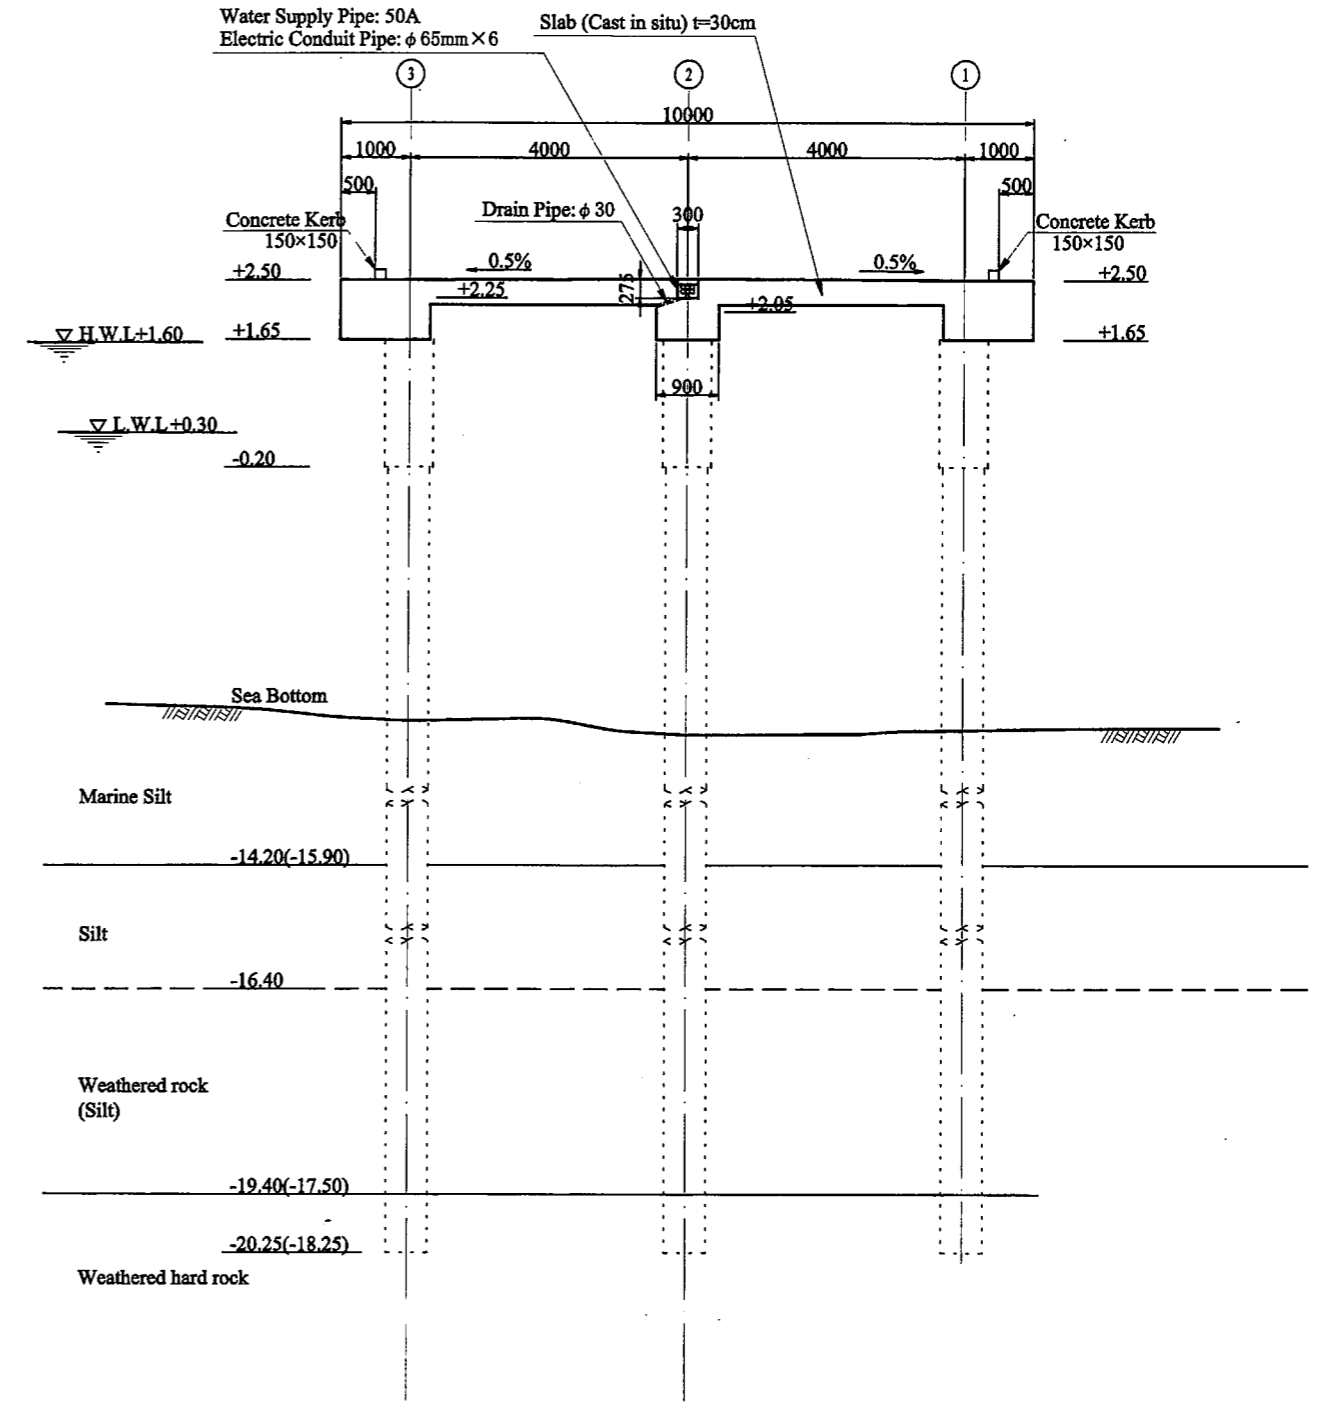 Water Supply Pipe: 50A
Electric Conduit Pipe: φ 65mm×6
Slab (Cast in situ) t=30cm
3
2
1
10000
1000
4000
4000
1000
500
Drain Pipe: φ 30
300
500
Concrete Kerb
150×150
Concrete Kerb
150×150
+2.50
0.5%
0.5%
+2.50
+2.25
275
+2.05
▽ H.W.L+1.60
+1.65
+1.65
900
▽ L.W.L+0.30
-0.20
Sea Bottom
Marine Silt
-14.20(-15.90)
Silt
-16.40
Weathered rock
(Silt)
-19.40(-17.50)
-20.25(-18.25)
Weathered hard rock